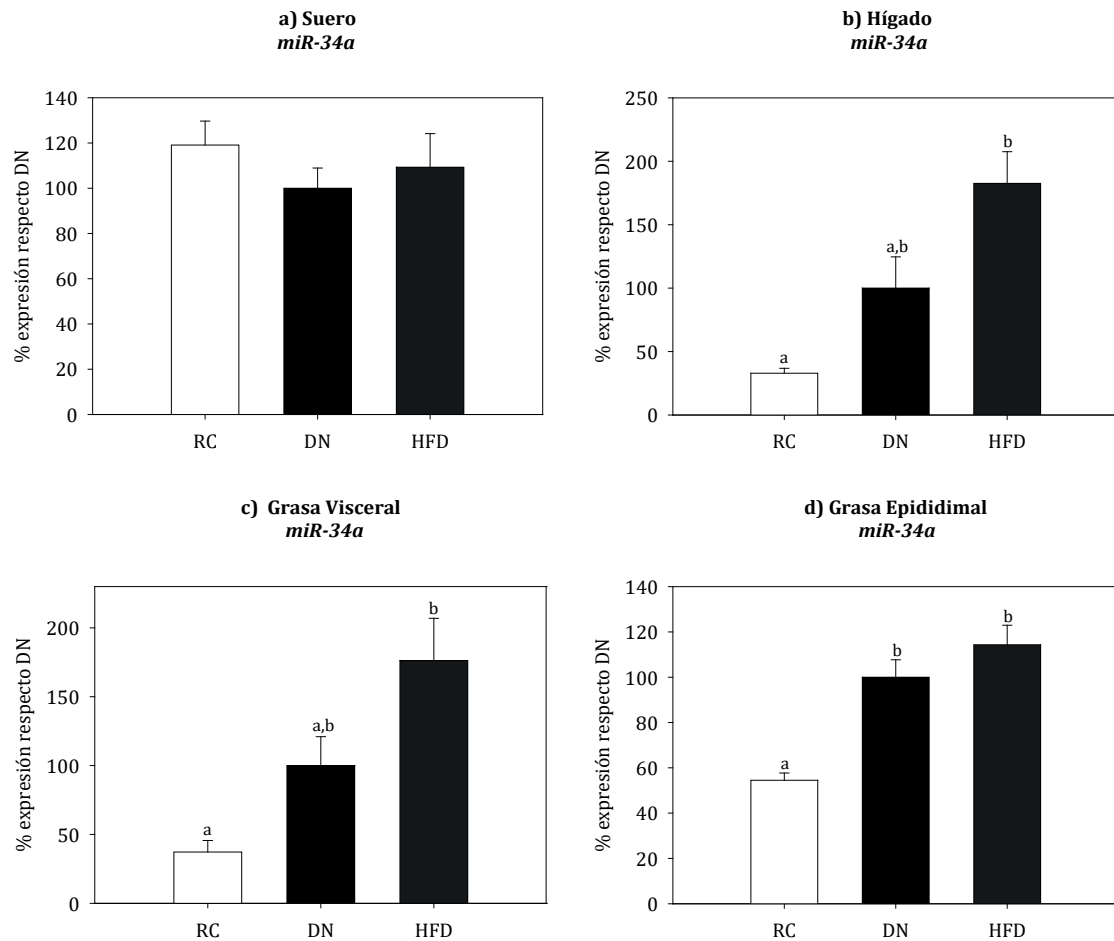 a) Suero
miR-34a
% expresión respecto DN
140
120
100
80
60
40
20
0
RC DN HFD
b) Hígado
miR-34a
% expresión respecto DN
250
200
150
100
50
0
a
a,b
b
RC DN HFD
c) Grasa Visceral
miR-34a
% expresión respecto DN
200
150
100
50
0
a
a,b
b
RC DN HFD
d) Grasa Epididimal
miR-34a
% expresión respecto DN
140
120
100
80
60
40
20
0
a
b
b
RC DN HFD